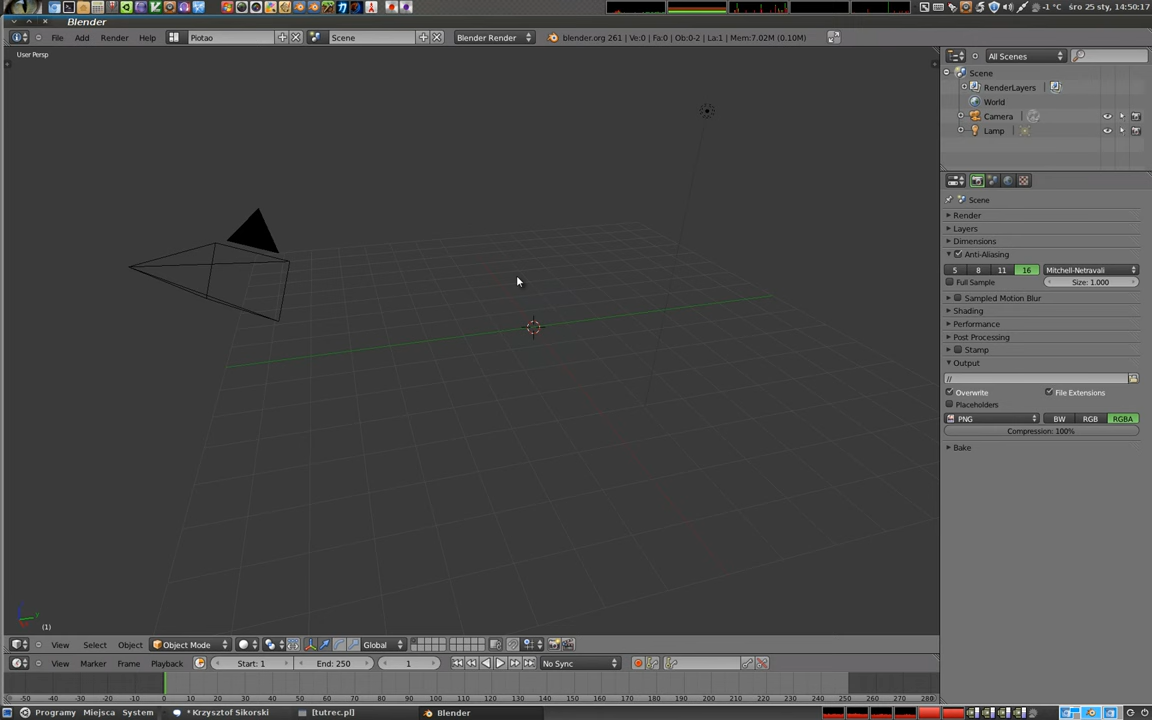 -1 °C śro 25 sty, 14:50:17
Blender
File Add Render Help Piotao Scene Blender Render blender.org 261 | Ve:0 | Fa:0 | Ob:0-2 | La:1 | Mem:7.02M (0.10M)
User Persp
All Scenes
Scene
RenderLayers
World
Camera
Lamp
Scene
Render
Layers
Dimensions
Anti-Aliasing
5 8 11 16 Mitchell-Netravali
Full Sample Size: 1.000
Sampled Motion Blur
Shading
Performance
Post Processing
Stamp
Output
//
Overwrite File Extensions
Placeholders
PNG BW RGB RGBA
Compression: 100%
Bake
(1)
View Select Object Object Mode Global
View Marker Frame Playback Start: 1 End: 250 1 No Sync
-50 -40 -30 -20 -10 0 10 20 30 40 50 60 70 80 90 100 110 120 130 140 150 160 170 180 190 200 210 220 230 240 250 260 270 280
Programy Miejsca System * Krzysztof Sikorski [tutrec.pl] Blender